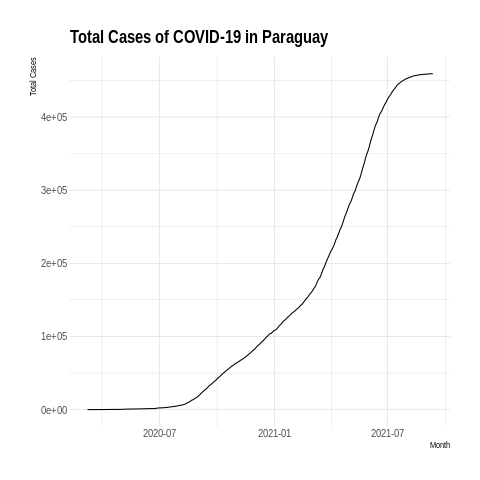 Total Cases of COVID-19 in Paraguay
Total Cases
4e+05
3e+05
2e+05
1e+05
0e+00
2020-07 2021-01 2021-07
Month